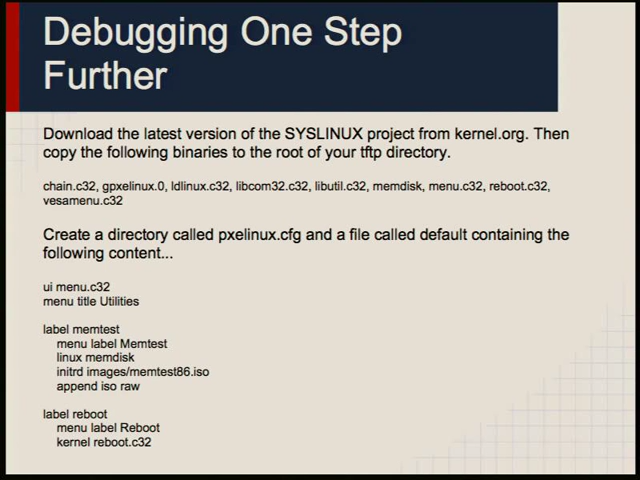 Debugging One Step
Further
Download the latest version of the SYSLINUX project from kernel.org. Then
copy the following binaries to the root of your tftp directory.
chain.c32, gpxelinux.0, ldlinux.c32, libcom32.c32, libutil.c32, memdisk, menu.c32, reboot.c32,
vesamenu.c32
Create a directory called pxelinux.cfg and a file called default containing the
following content...
ui menu.c32
menu title Utilities
label memtest
menu label Memtest
linux memdisk
initrd images/memtest86.iso
append iso raw
label reboot
menu label Reboot
kernel reboot.c32